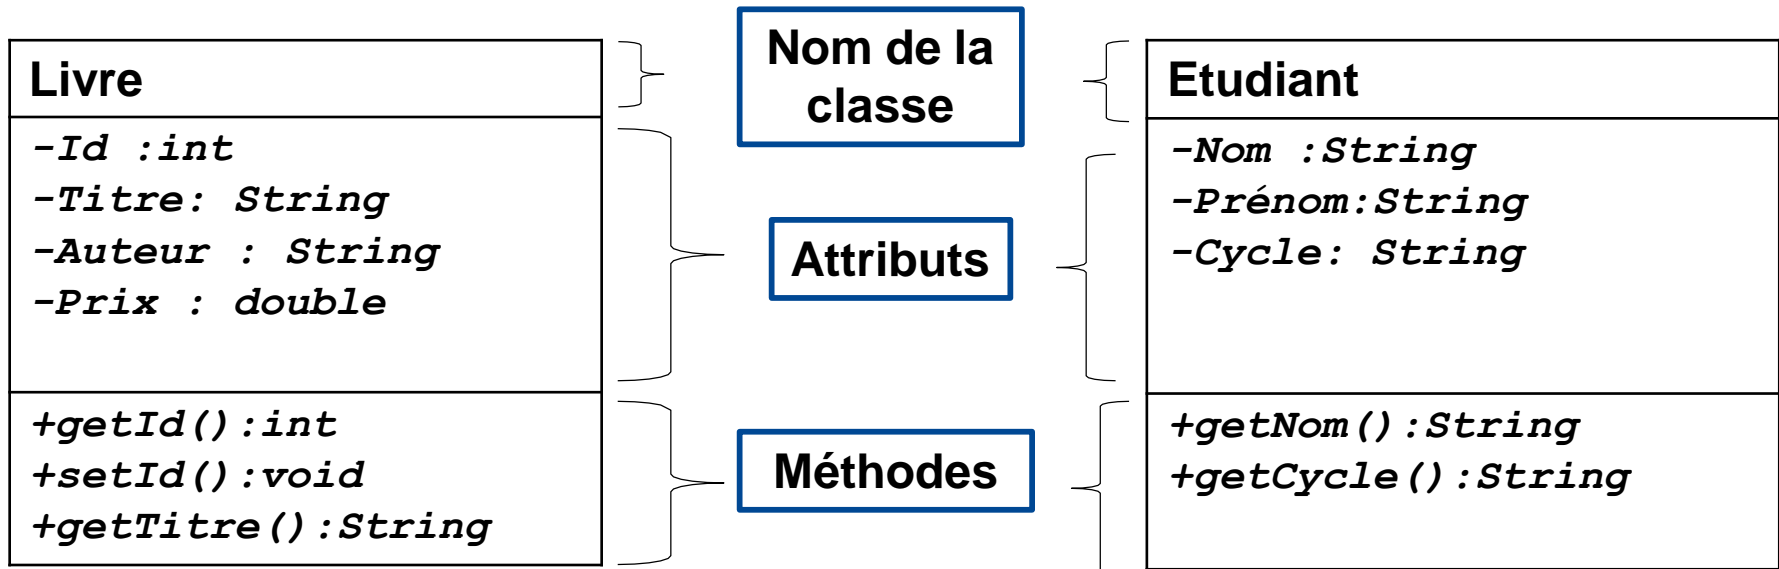 Livre
-Id :int
-Titre: String
-Auteur : String
-Prix : double
+getId():int
+setId():void
+getTitre():String
Nom de la
classe
Attributs
Méthodes
Etudiant
-Nom :String
-Prénom:String
-Cycle: String
+getNom():String
+getCycle():String